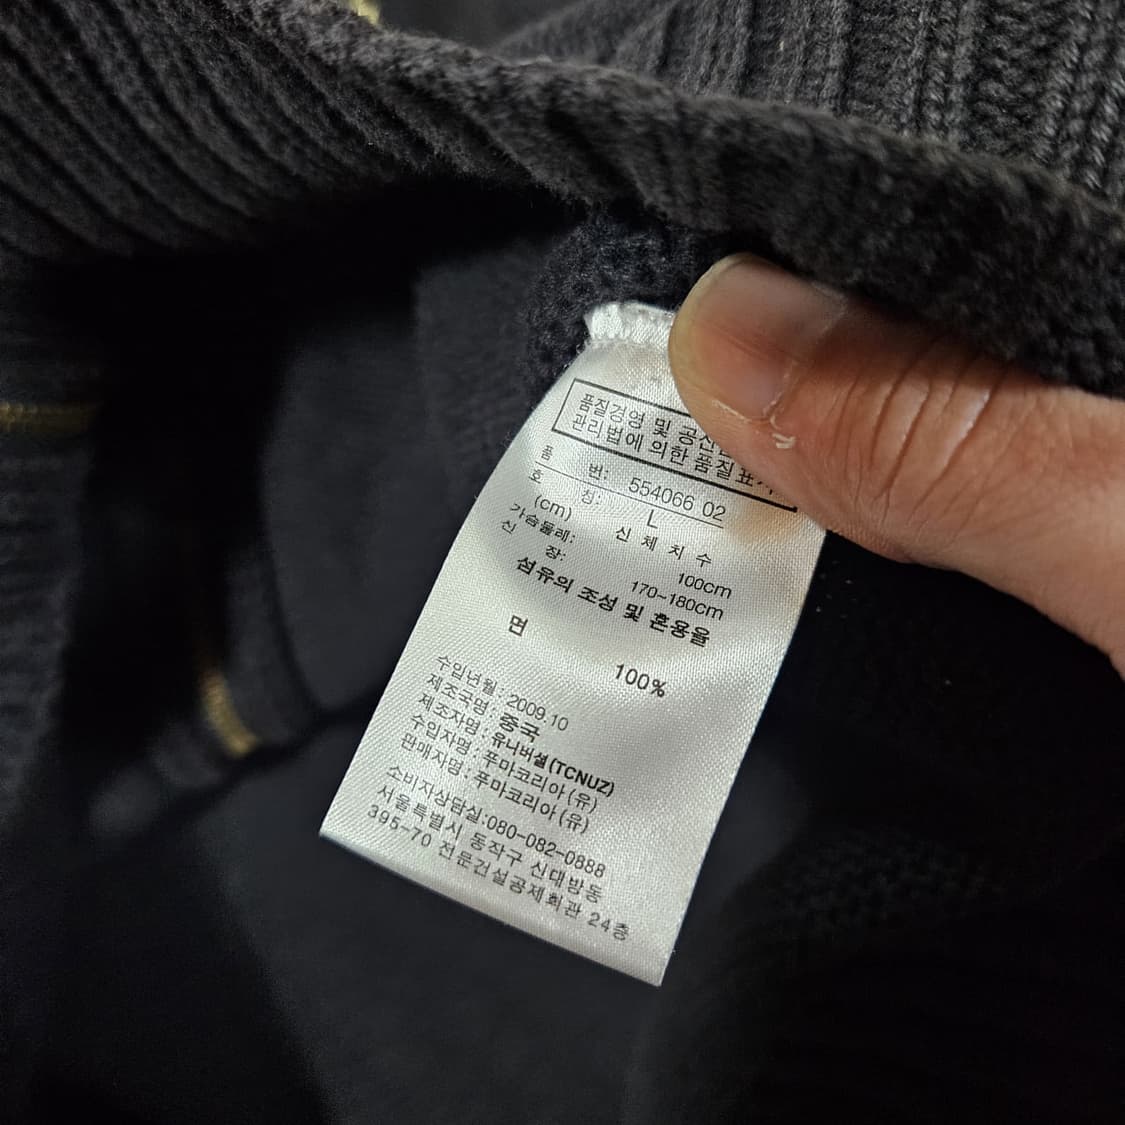 품질경영 및 공산
관리법에 의한 품질표시
품 번: 554066 02
호 칭: L
(cm) 신 체 치 수
가슴둘레: 100cm
신 장: 170~180cm
섬유의 조성 및 혼용율
면 100%
수입년월: 2009.10
제조국명: 중국
제조자명: 유니버셜(TCNUZ)
수입자명: 푸마코리아(유)
판매자명: 푸마코리아(유)
소비자상담실:080-082-0888
서울특별시 동작구 신대방동
395-70 전문건설공제회관 24층